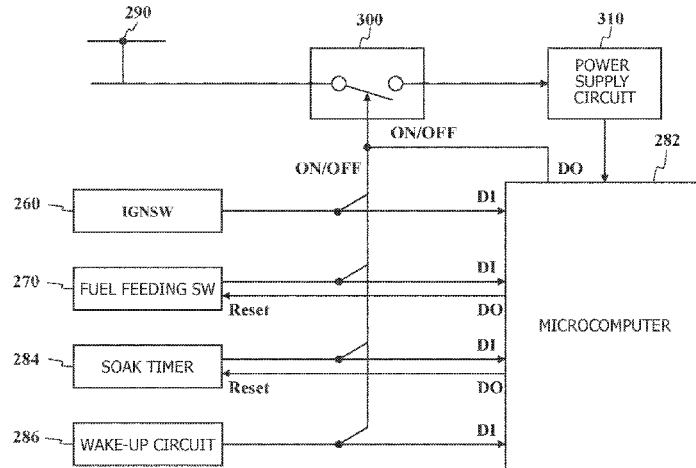 290
300
310
POWER
SUPPLY
CIRCUIT
ON/OFF
282
ON/OFF
DO
260
IGNSW
DI
270
FUEL FEEDING SW
DI
Reset
DO
MICROCOMPUTER
284
SOAK TIMER
DI
Reset
DO
286
WAKE-UP CIRCUIT
DI